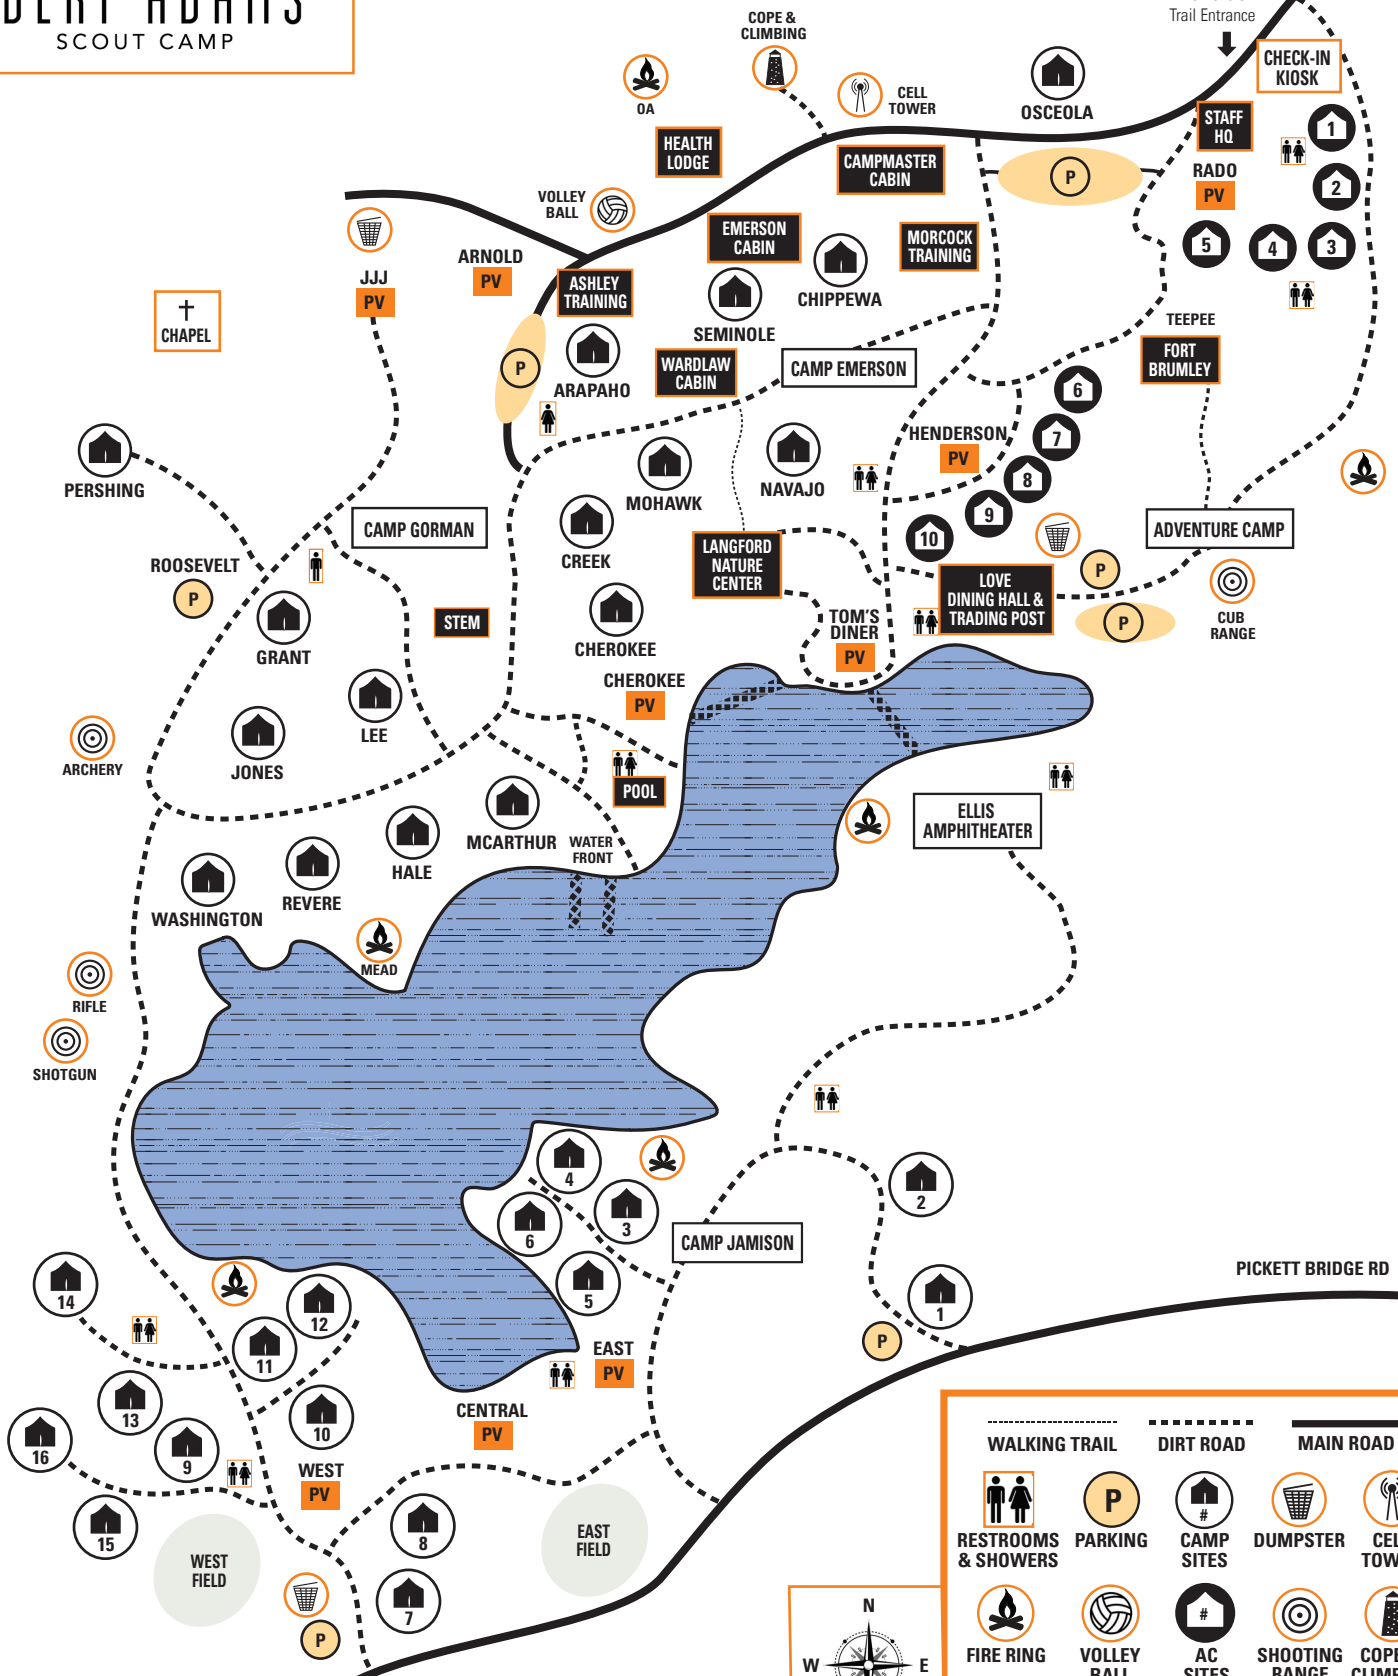 SCOUT CAMP
Trail Entrance
CHECK-IN
KIOSK
COPE &
CLIMBING
OA
CELL
TOWER
OSCEOLA
STAFF
HQ
1
HEALTH
LODGE
CAMPMASTER
CABIN
P
RADO
PV
2
VOLLEY
BALL
EMERSON
CABIN
MORCOCK
TRAINING
5
4
3
ARNOLD
PV
JJJ
PV
ASHLEY
TRAINING
CHIPPEWA
SEMINOLE
CHAPEL
TEEPEE
FORT
BRUMLEY
P
ARAPAHO
WARDLAW
CABIN
CAMP EMERSON
6
7
8
9
10
HENDERSON
PV
PERSHING
MOHAWK
NAVAJO
CAMP GORMAN
CREEK
LANGFORD
NATURE
CENTER
ADVENTURE CAMP
ROOSEVELT
P
P
LOVE
DINING HALL &
TRADING POST
P
CUB
RANGE
GRANT
STEM
CHEROKEE
TOM'S
DINER
PV
CHEROKEE
PV
LEE
JONES
ARCHERY
POOL
ELLIS
AMPHITHEATER
MCARTHUR
WATER
FRONT
HALE
REVERE
WASHINGTON
MEAD
RIFLE
SHOTGUN
4
3
6
5
2
CAMP JAMISON
PICKETT BRIDGE RD
1
P
14
12
11
EAST
PV
13
10
CENTRAL
PV
16
9
WEST
PV
15
8
WEST
FIELD
EAST
FIELD
7
P
WALKING TRAIL
DIRT ROAD
MAIN ROAD
RESTROOMS
& SHOWERS
P
PARKING
#
CAMP
SITES
DUMPSTER
CEL
TOW
FIRE RING
VOLLEY
BALL
#
AC
SITES
SHOOTING
RANGE
COP
CLIM
N
W
E